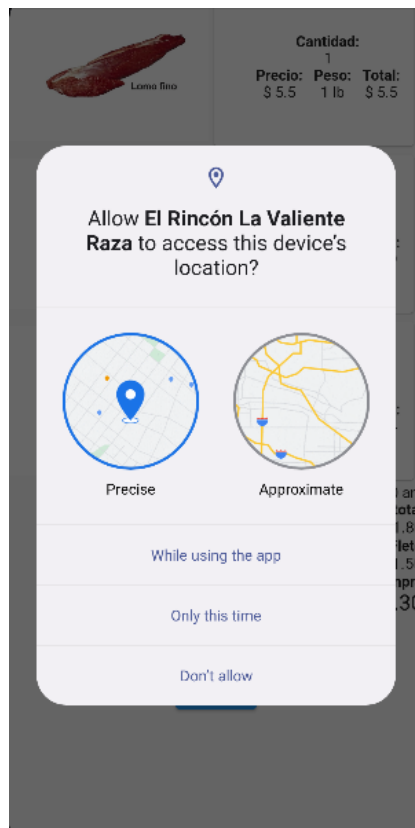 Cantidad:
1
Precio: Peso: Total:
$ 5.5 1 lb $ 5.5
Lomo fino
Allow El Rincón La Valiente
Raza to access this device's
location?
Precise Approximate
While using the app
Only this time
Don't allow